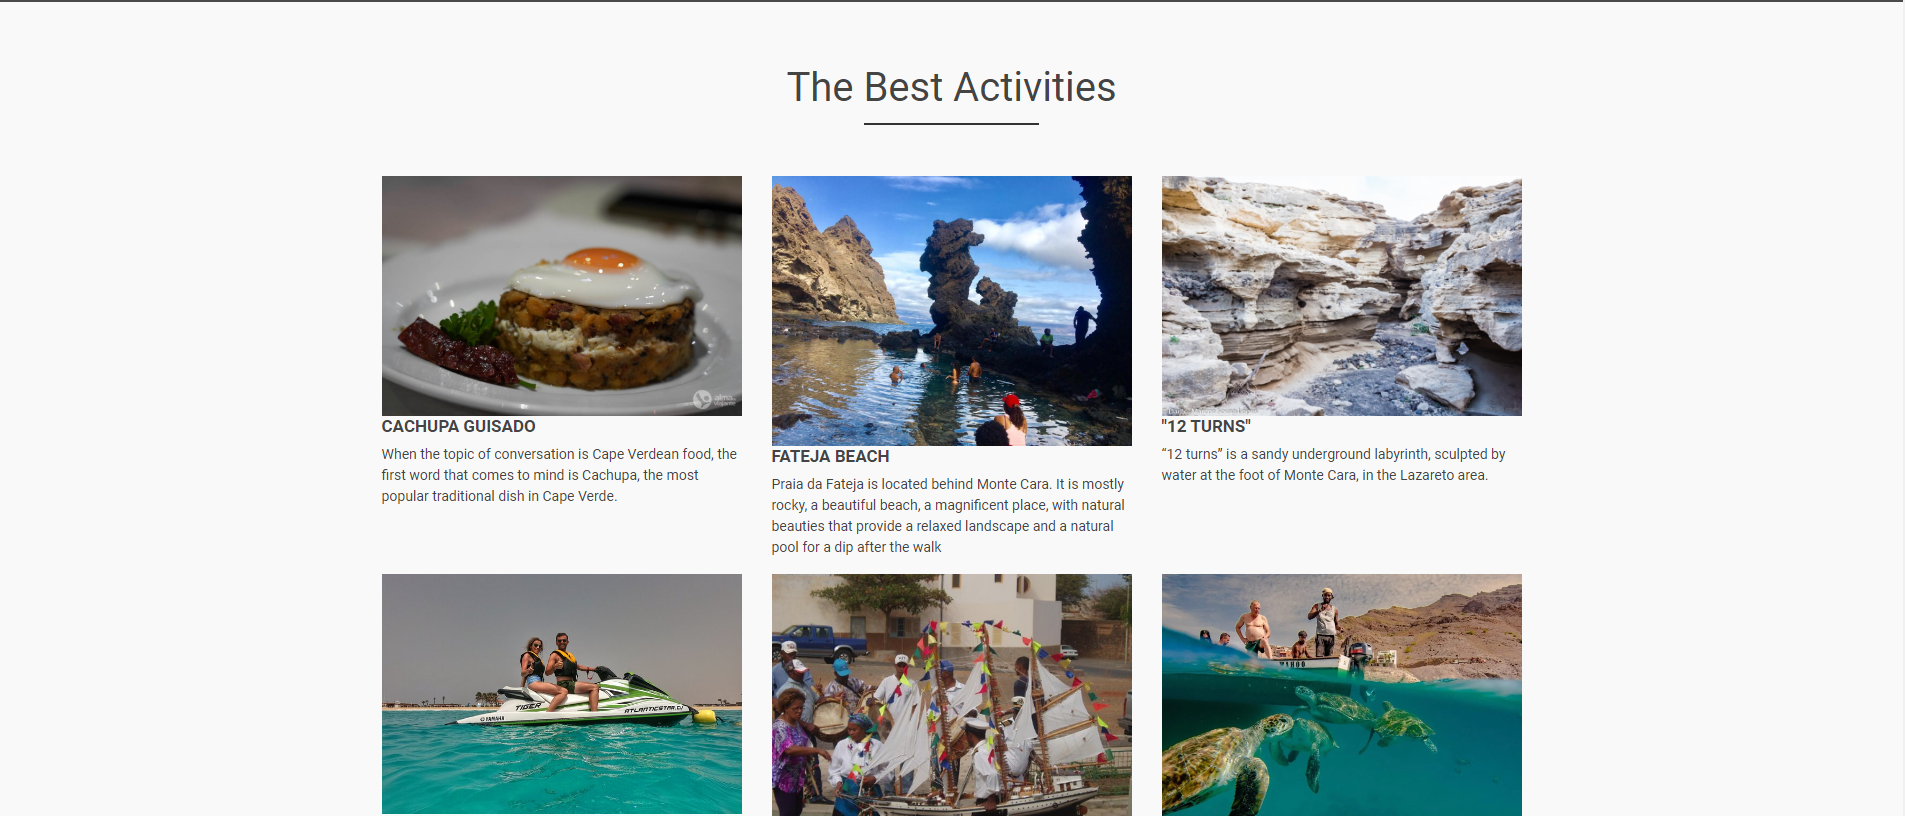 The Best Activities
alma
viajante
CACHUPA GUISADO
When the topic of conversation is Cape Verdean food, the
first word that comes to mind is Cachupa, the most
popular traditional dish in Cape Verde.
FATEJA BEACH
Praia da Fateja is located behind Monte Cara. It is mostly
rocky, a beautiful beach, a magnificent place, with natural
beauties that provide a relaxed landscape and a natural
pool for a dip after the walk
"12 TURNS"
“12 turns” is a sandy underground labyrinth, sculpted by
water at the foot of Monte Cara, in the Lazareto area.
TIGER
YAMAHA
ATLANTICSTAR.CV